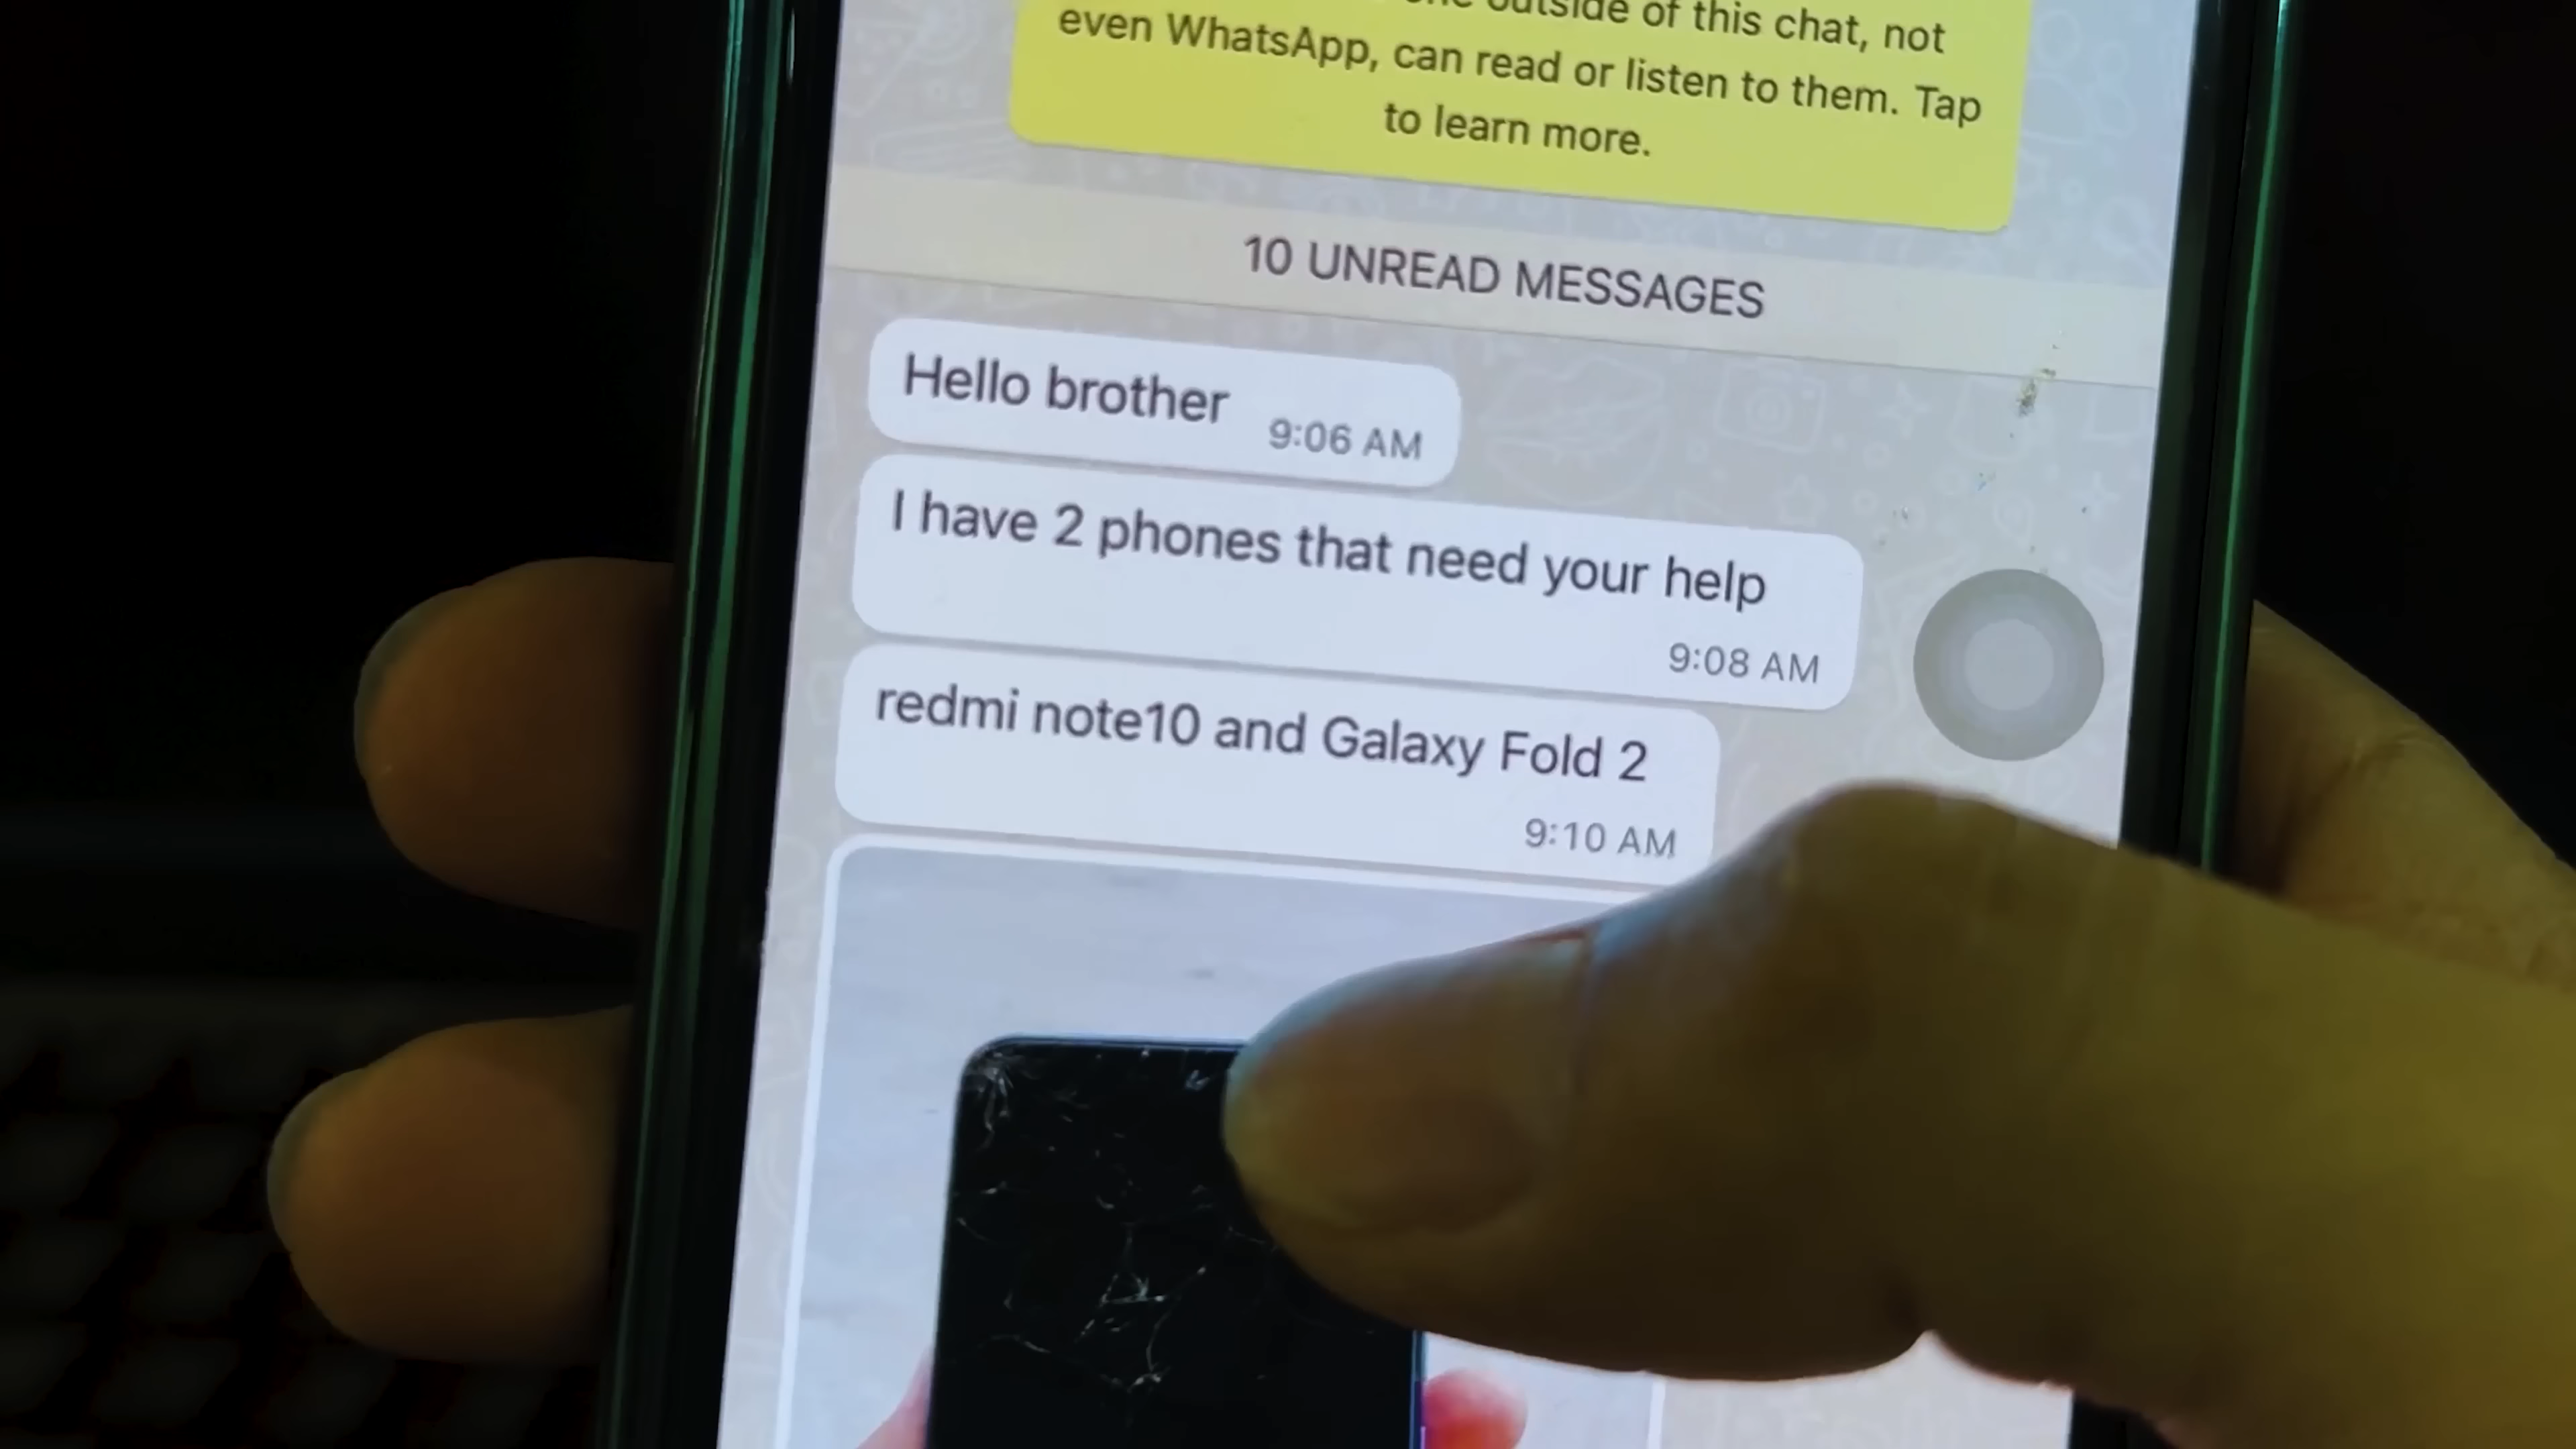 outside of this chat, not
even WhatsApp, can read or listen to them. Tap
to learn more.
10 UNREAD MESSAGES
Hello brother
9:06 AM
I have 2 phones that need your help
9:08 AM
redmi note10 and Galaxy Fold 2
9:10 AM